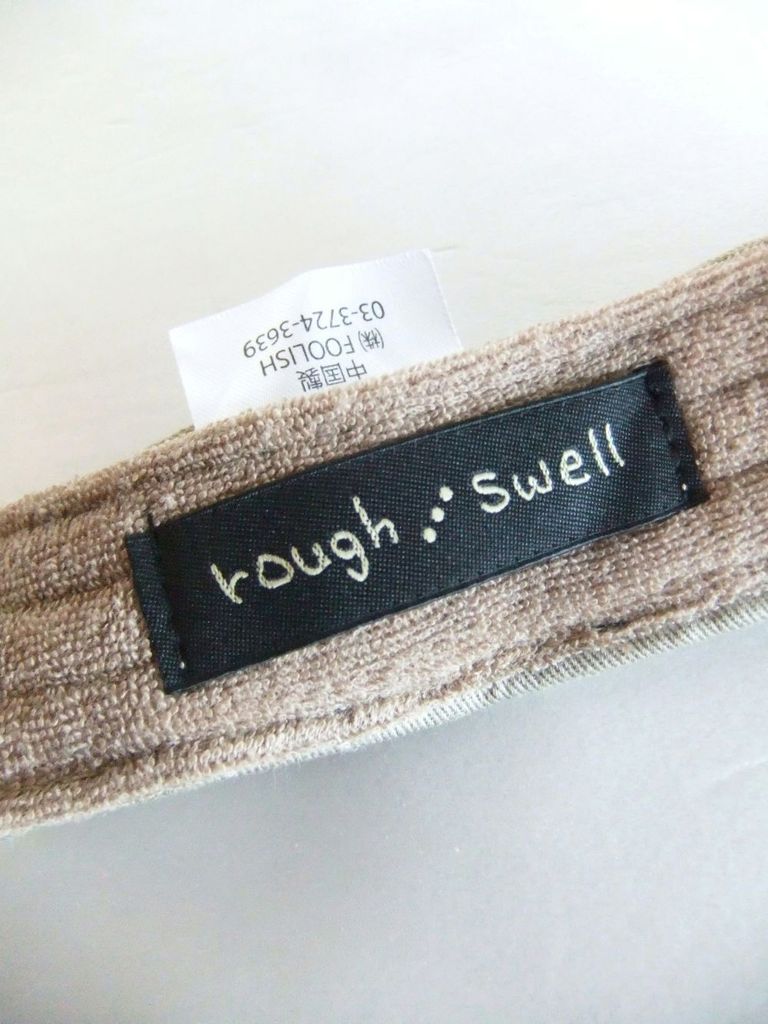 中国製
(株) FOOLISH
03-3724-3639
rough swell